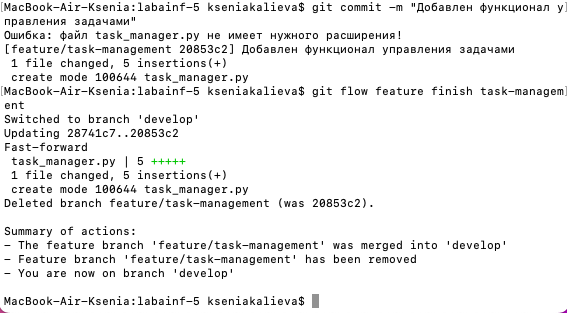 [MacBook-Air-Ksenia:labainf-5 kseniakalieva$ git commit -m "Добавлен функционал у]
правления задачами"
Ошибка: файл task_manager.py не имеет нужного расширения!
[feature/task-management 20853c2] Добавлен функционал управления задачами
 1 file changed, 5 insertions(+)
 create mode 100644 task_manager.py
[MacBook-Air-Ksenia:labainf-5 kseniakalieva$ git flow feature finish task-managem]
ent
Switched to branch 'develop'
Updating 28741c7..20853c2
Fast-forward
 task_manager.py | 5 +++++
 1 file changed, 5 insertions(+)
 create mode 100644 task_manager.py
Deleted branch feature/task-management (was 20853c2).

Summary of actions:
- The feature branch 'feature/task-management' was merged into 'develop'
- Feature branch 'feature/task-management' has been removed
- You are now on branch 'develop'

MacBook-Air-Ksenia:labainf-5 kseniakalieva$